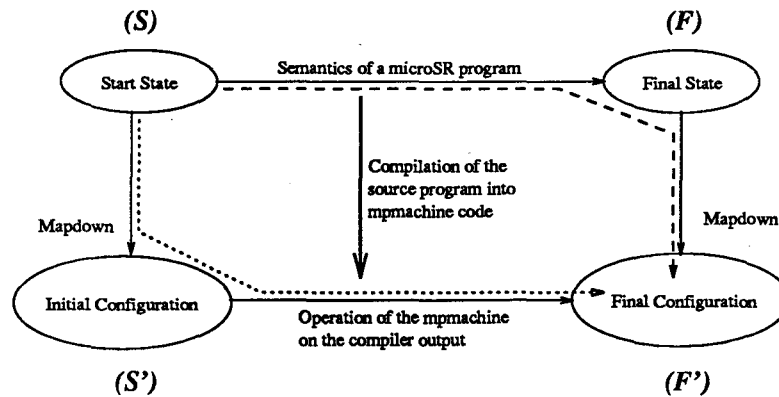 (S)
(F)
Semantics of a microSR program
Start State
Final State
Compilation of the
source program into
mpmachine code
Mapdown
Mapdown
Initial Configuration
Final Configuration
Operation of the mpmachine
on the compiler output
(S')
(F')